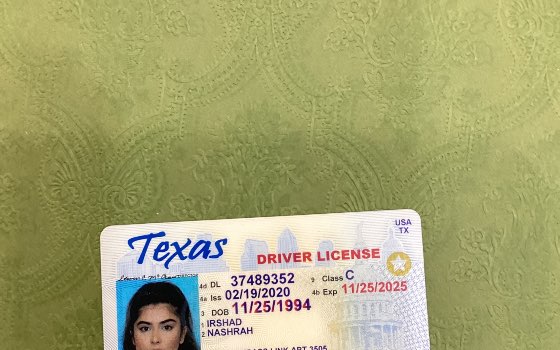 USA
TX
Texas
DRIVER LICENSE
4d DL 37489352 9 Class C
4a Iss 02/19/2020 4b Exp 11/25/2025
3 DOB 11/25/1994
1 IRSHAD
2 NASHRAH
LINK APT 3505